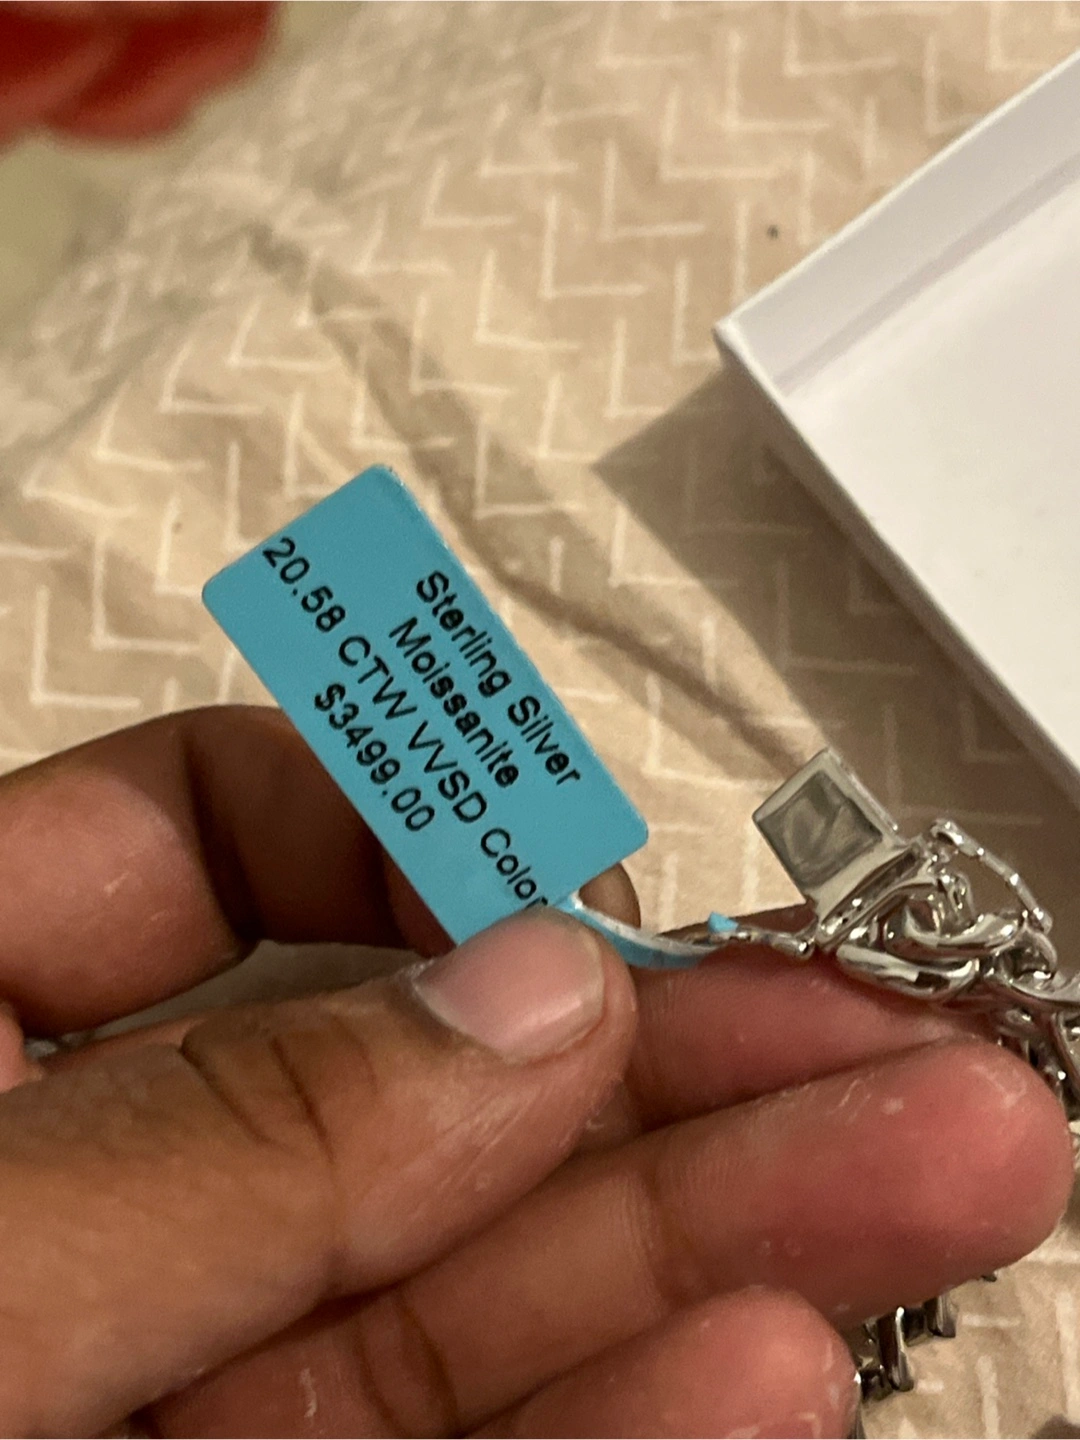 Sterling Silver
Moissanite
20.58 CTW VVSD Color
$3499.00